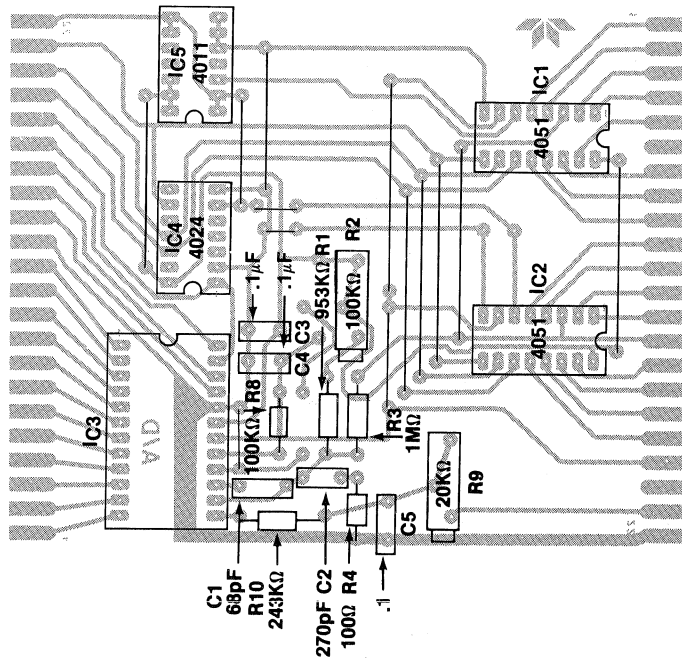 IC5
4011
IC1
4051
IC4
4024
R2
100KΩ
.1µF
.1µF
953KΩ R1
IC2
4051
IC3
A/D
C3
C4
R8
100KΩ
R3
1MΩ
20KΩ
R9
C5
C1
68pF
R10
243KΩ
270pF C2
100Ω R4
.1